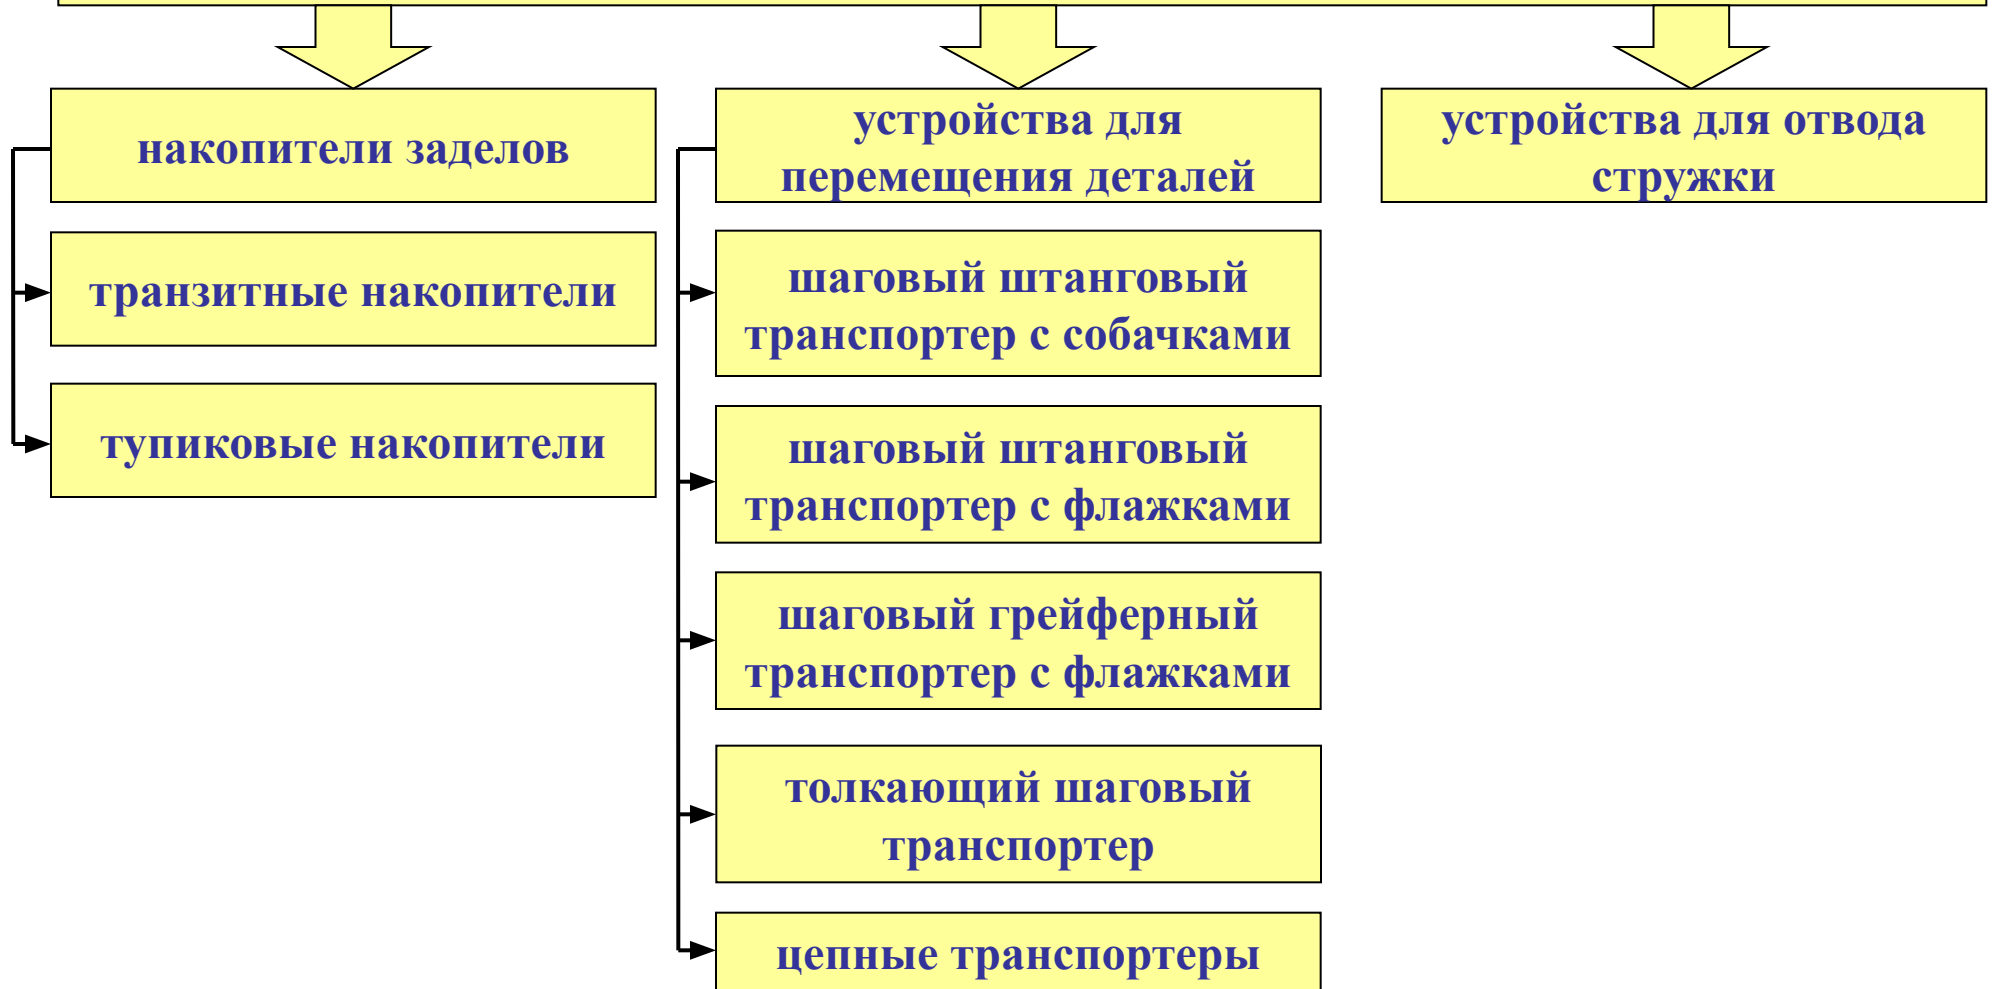 накопители заделов
транзитные накопители
тупиковые накопители
устройства для
перемещения деталей
шаговый штанговый
транспортер с собачками
шаговый штанговый
транспортер с флажками
шаговый грейферный
транспортер с флажками
толкающий шаговый
транспортер
цепные транспортеры
устройства для отвода
стружки